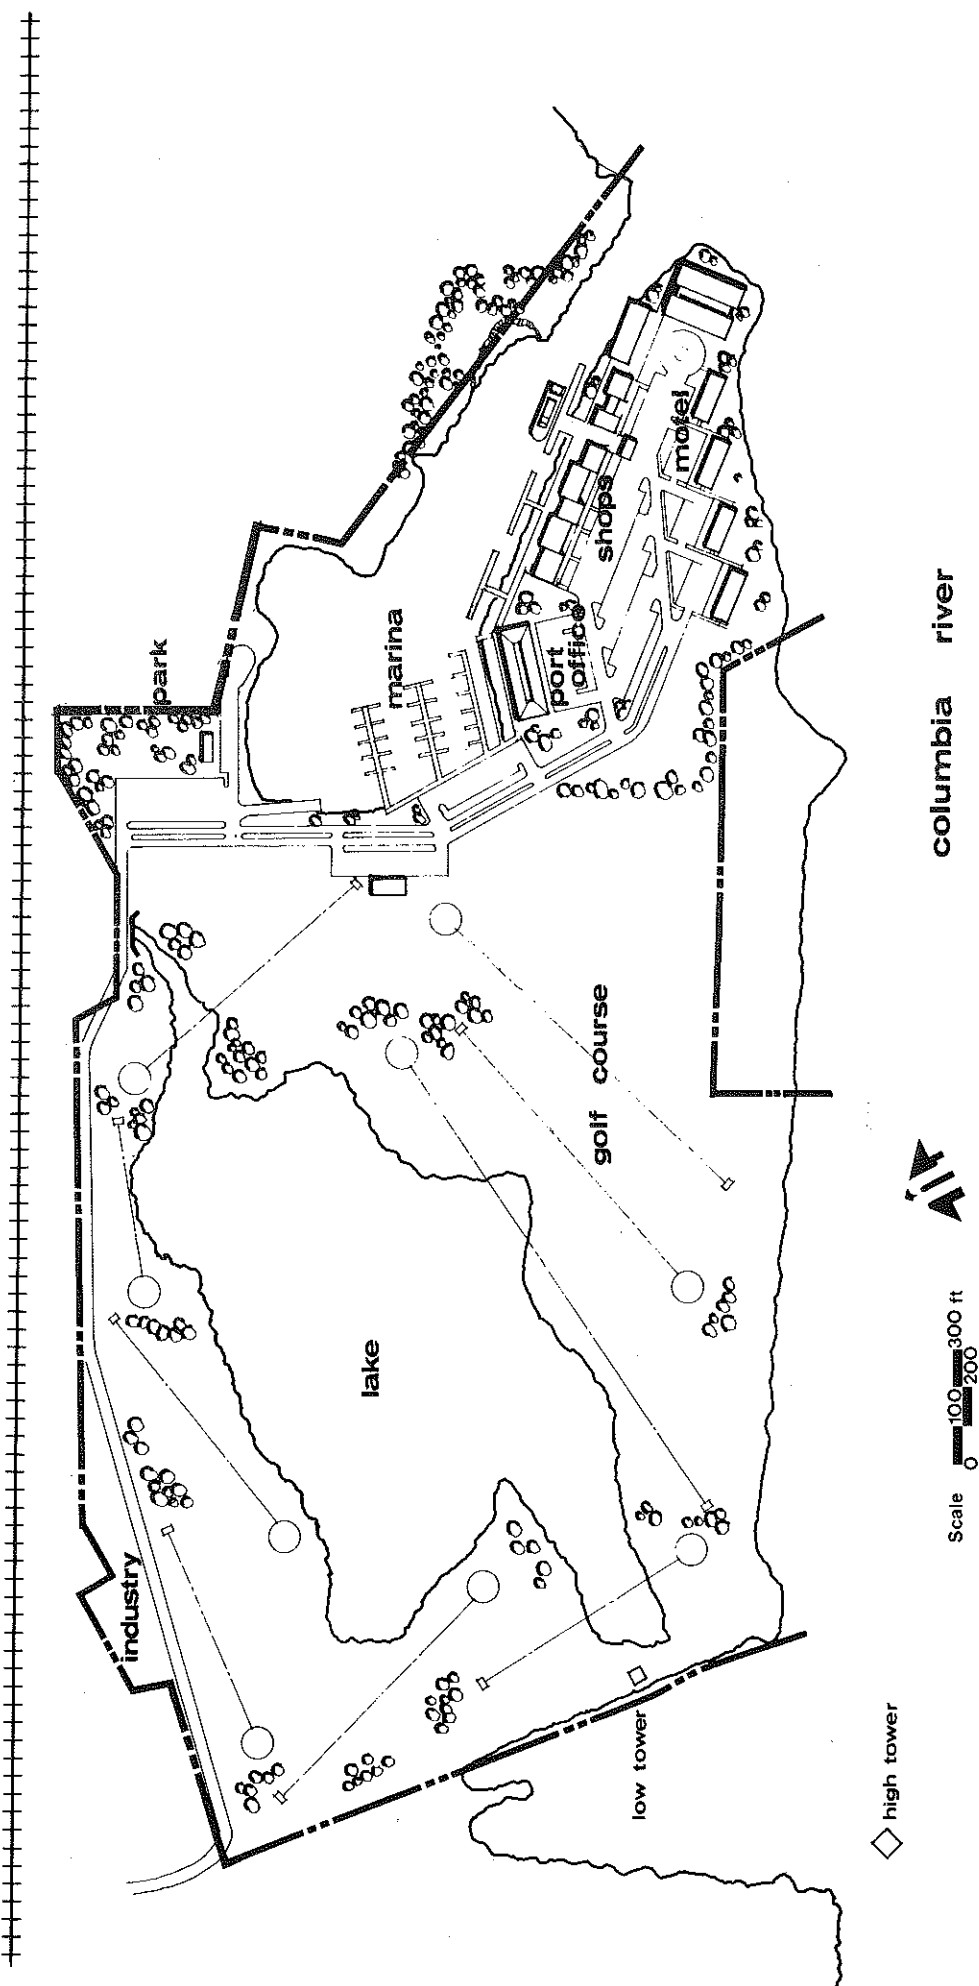 park
marina
port
office
shops
motel
industry
lake
golf course
columbia river
low tower
high tower
Scale
0 100 200 300 ft